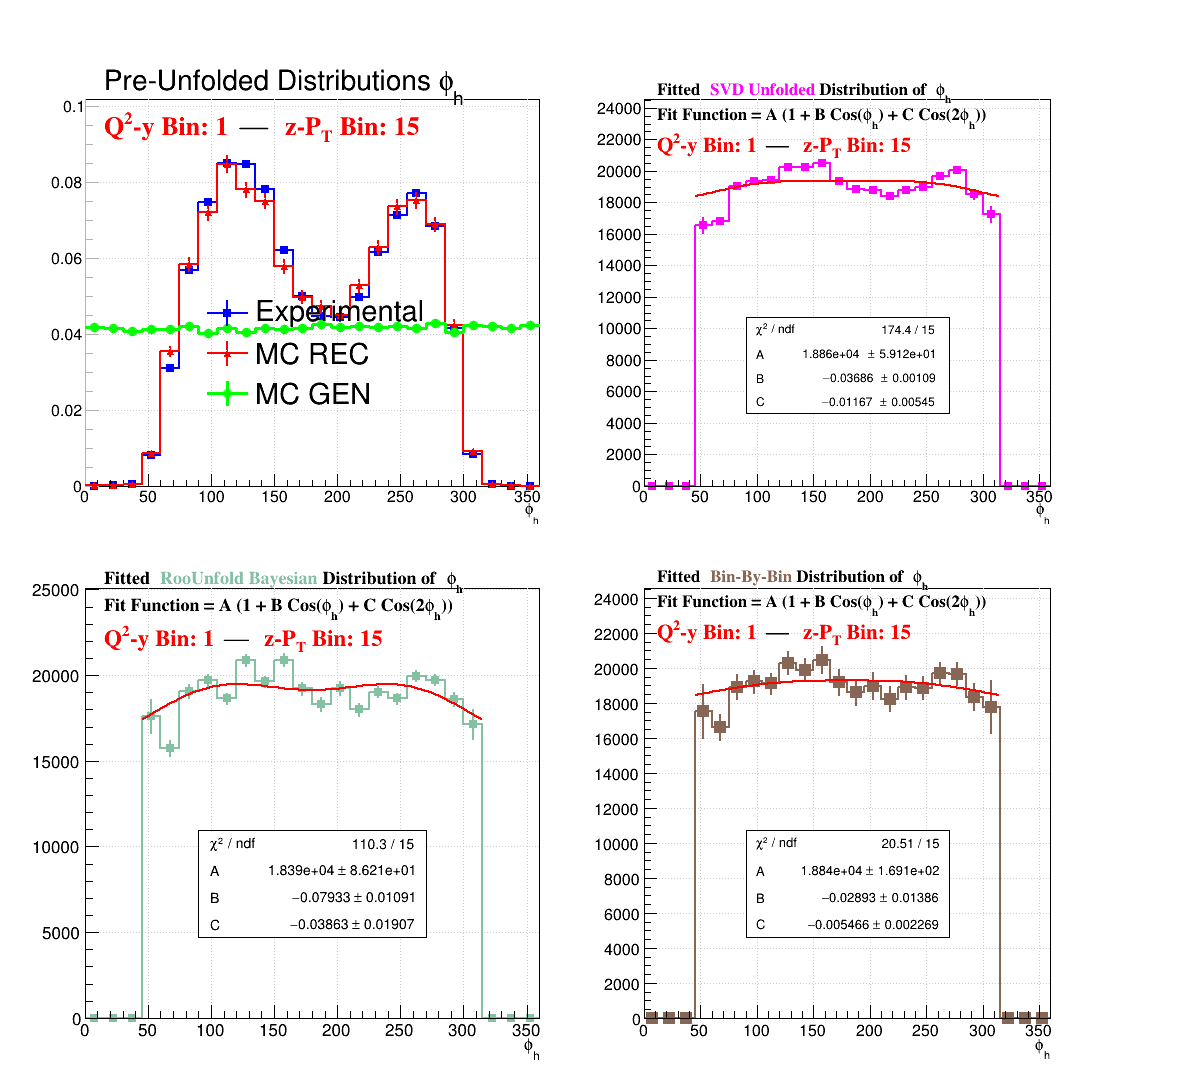 Pre-Unfolded Distributions ϕh
Q²-y Bin: 1 — z-PT Bin: 15
0.1
0.08
0.06
0.04
0.02
0
Experimental
MC REC
MC GEN
0 50 100 150 200 250 300 350
ϕh
Fitted SVD Unfolded Distribution of ϕh
Fit Function = A (1 + B Cos(ϕh) + C Cos(2ϕh))
Q²-y Bin: 1 — z-PT Bin: 15
24000
22000
20000
18000
16000
14000
12000
10000
8000
6000
4000
2000
0
χ² / ndf 174.4 / 15
A 1.886e+04 ± 5.912e+01
B −0.03686 ± 0.00109
C −0.01167 ± 0.00545
0 50 100 150 200 250 300 350
ϕh
Fitted RooUnfold Bayesian Distribution of ϕh
Fit Function = A (1 + B Cos(ϕh) + C Cos(2ϕh))
Q²-y Bin: 1 — z-PT Bin: 15
25000
20000
15000
10000
5000
0
χ² / ndf 110.3 / 15
A 1.839e+04 ± 8.621e+01
B −0.07933 ± 0.01091
C −0.03863 ± 0.01907
0 50 100 150 200 250 300 350
ϕh
Fitted Bin-By-Bin Distribution of ϕh
Fit Function = A (1 + B Cos(ϕh) + C Cos(2ϕh))
Q²-y Bin: 1 — z-PT Bin: 15
24000
22000
20000
18000
16000
14000
12000
10000
8000
6000
4000
2000
0
χ² / ndf 20.51 / 15
A 1.884e+04 ± 1.691e+02
B −0.02893 ± 0.01386
C −0.005466 ± 0.002269
0 50 100 150 200 250 300 350
ϕh